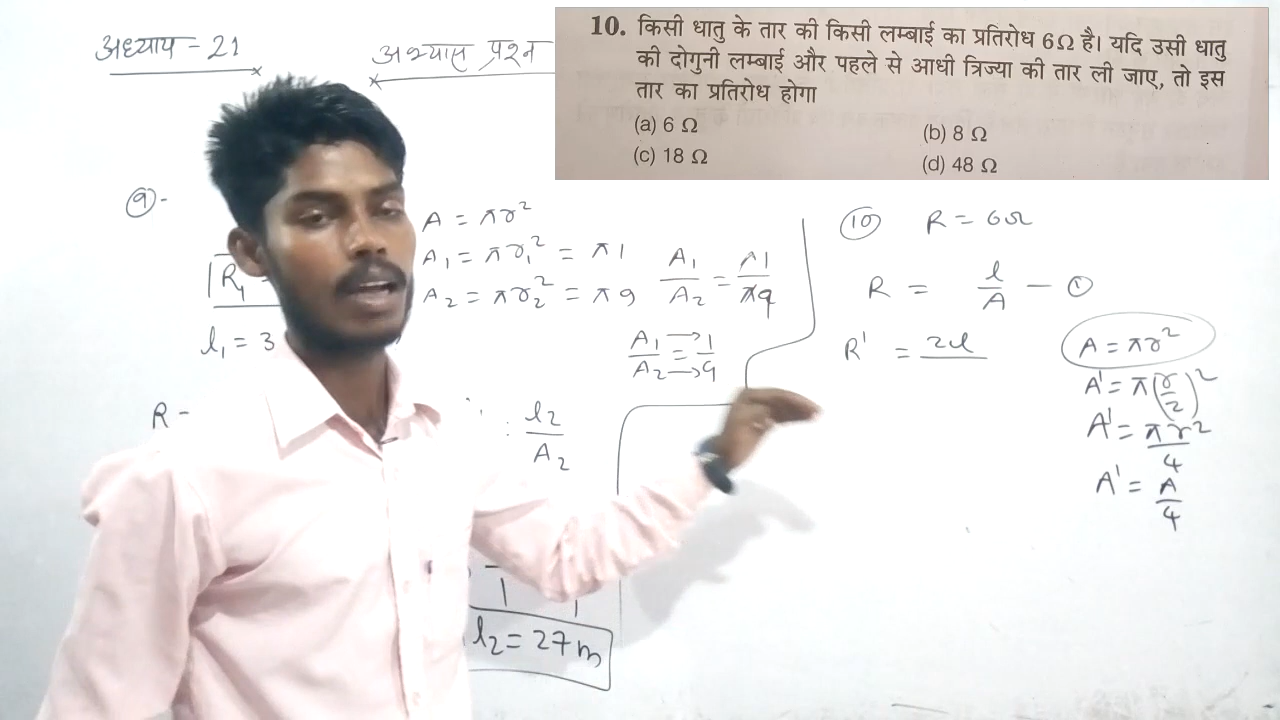 अध्याय - 21
अभ्यास प्रश्न
10. किसी धातु के तार की किसी लम्बाई का प्रतिरोध 6Ω है। यदि उसी धातु
की दोगुनी लम्बाई और पहले से आधी त्रिज्या की तार ली जाए, तो इस
तार का प्रतिरोध होगा
(a) 6 Ω
(b) 8 Ω
(c) 18 Ω
(d) 48 Ω
9-
R₁
l₁ = 3
R -
A = πr²
A₁ = πr₁² = π1
A₂ = πr₂² = π9
A₁/A₂ = π1/π9
A₁/A₂ = 1/9
l₂/A₂
l₂ = 27 m
10 R = 6Ω
R = l/A - 1
R' = 2l
A = πr²
A' = π(r/2)²
A' = πr²/4
A' = A/4